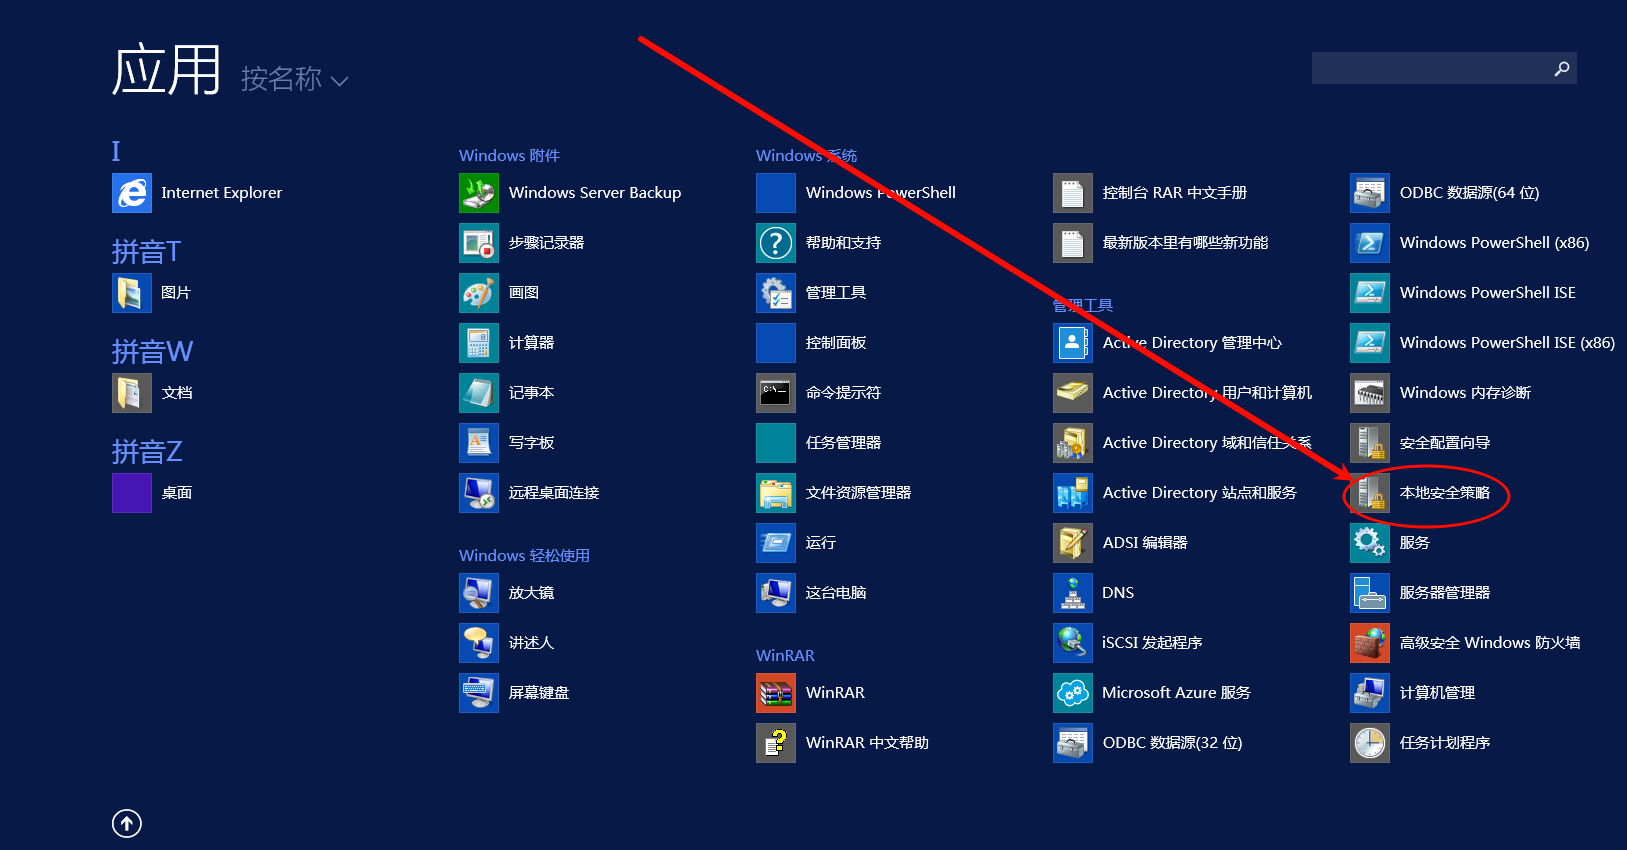 应用 按名称
I
Internet Explorer
拼音T
图片
拼音W
文档
拼音Z
桌面
Windows 附件
Windows Server Backup
步骤记录器
画图
计算器
记事本
写字板
远程桌面连接
Windows 轻松使用
放大镜
讲述人
屏幕键盘
Windows 系统
Windows PowerShell
帮助和支持
管理工具
控制面板
命令提示符
任务管理器
文件资源管理器
运行
这台电脑
WinRAR
WinRAR
WinRAR 中文帮助
控制台 RAR 中文手册
最新版本里有哪些新功能
管理工具
Active Directory 管理中心
Active Directory 用户和计算机
Active Directory 域和信任关系
Active Directory 站点和服务
ADSI 编辑器
DNS
iSCSI 发起程序
Microsoft Azure 服务
ODBC 数据源(32 位)
ODBC 数据源(64 位)
Windows PowerShell (x86)
Windows PowerShell ISE
Windows PowerShell ISE (x86)
Windows 内存诊断
安全配置向导
本地安全策略
服务
服务器管理器
高级安全 Windows 防火墙
计算机管理
任务计划程序